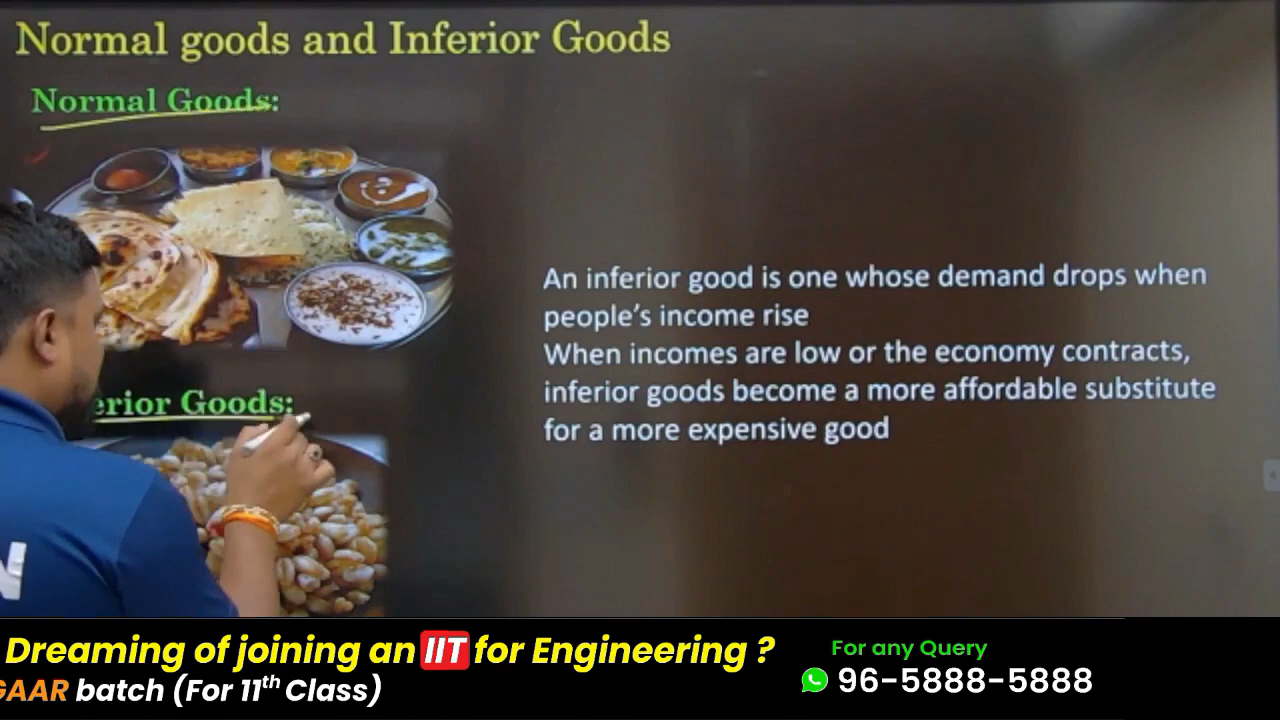 Normal goods and Inferior Goods
Normal Goods:
erior Goods:
An inferior good is one whose demand drops when
people’s income rise
When incomes are low or the economy contracts,
inferior goods become a more affordable substitute
for a more expensive good
N
Dreaming of joining an IIT for Engineering ?
GAAR batch (For 11th Class)
For any Query
96-5888-5888